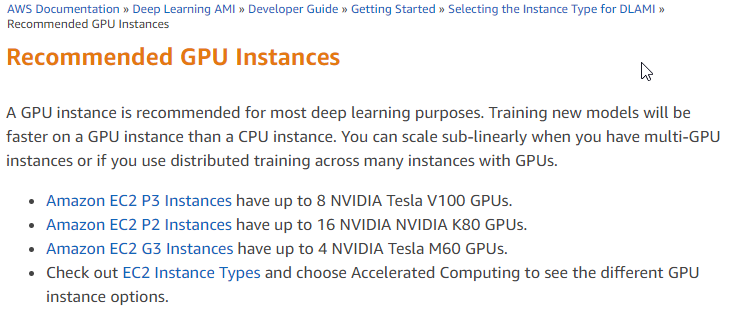 AWS Documentation » Deep Learning AMI » Developer Guide » Getting Started » Selecting the Instance Type for DLAMI »
Recommended GPU Instances
Recommended GPU Instances
A GPU instance is recommended for most deep learning purposes. Training new models will be
faster on a GPU instance than a CPU instance. You can scale sub-linearly when you have multi-GPU
instances or if you use distributed training across many instances with GPUs.
• Amazon EC2 P3 Instances have up to 8 NVIDIA Tesla V100 GPUs.
• Amazon EC2 P2 Instances have up to 16 NVIDIA NVIDIA K80 GPUs.
• Amazon EC2 G3 Instances have up to 4 NVIDIA Tesla M60 GPUs.
• Check out EC2 Instance Types and choose Accelerated Computing to see the different GPU
instance options.